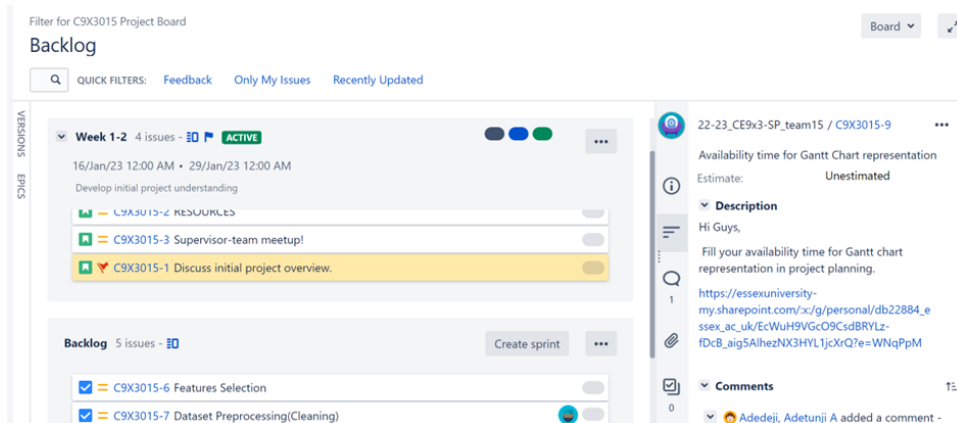 Filter for C9X3015 Project Board
Backlog
Board
QUICK FILTERS: Feedback Only My Issues Recently Updated
VERSIONS
EPICS
Week 1-2 4 issues - ACTIVE
16/Jan/23 12:00 AM • 29/Jan/23 12:00 AM
Develop initial project understanding
C9X3015-2 RESOURCES
C9X3015-3 Supervisor-team meetup!
C9X3015-1 Discuss initial project overview.
Backlog 5 issues -
Create sprint
C9X3015-6 Features Selection
C9X3015-7 Dataset Preprocessing(Cleaning)
1
0
22-23_CE9x3-SP_team15 / C9X3015-9
Availability time for Gantt Chart representation
Estimate: Unestimated
Description
Hi Guys,
Fill your availability time for Gantt chart
representation in project planning.
https://essexuniversity-
my.sharepoint.com/:x:/g/personal/db22884_e
ssex_ac_uk/EcWuH9VGcO9CsdBRYLz-
fDcB_aig5AlhezNX3HYL1jcXrQ?e=WNqPpM
Comments
Adedeji, Adetunji A added a comment -